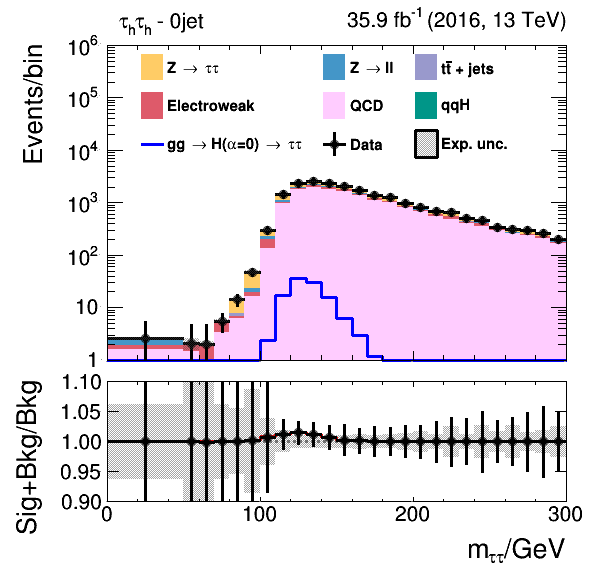 τₕτₕ - 0jet 35.9 fb⁻¹ (2016, 13 TeV)
Events/bin
10⁶
10⁵
10⁴
10³
10²
10
1
Z → ττ Z → ll tt̄ + jets
Electroweak QCD qqH
gg → H(α=0) → ττ Data Exp. unc.
Sig+Bkg/Bkg
1.10
1.05
1.00
0.95
0.90
0 100 200 300
m_ττ/GeV